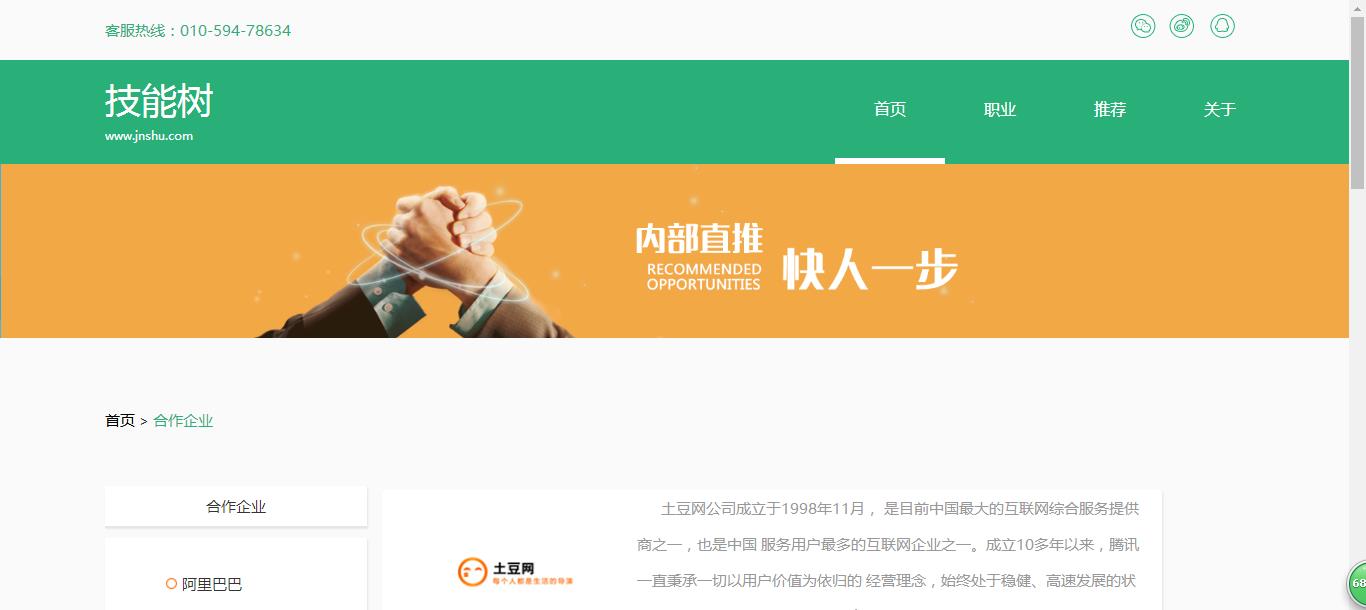 客服热线：010-594-78634
技能树
www.jnshu.com
首页 职业 推荐 关于
内部直推
RECOMMENDED
OPPORTUNITIES
快人一步
首页 > 合作企业
合作企业
阿里巴巴
土豆网
每个人都是生活的导演
土豆网公司成立于1998年11月，是目前中国最大的互联网综合服务提供
商之一，也是中国 服务用户最多的互联网企业之一。成立10多年以来，腾讯
一直秉承一切以用户价值为依归的 经营理念，始终处于稳健、高速发展的状
68